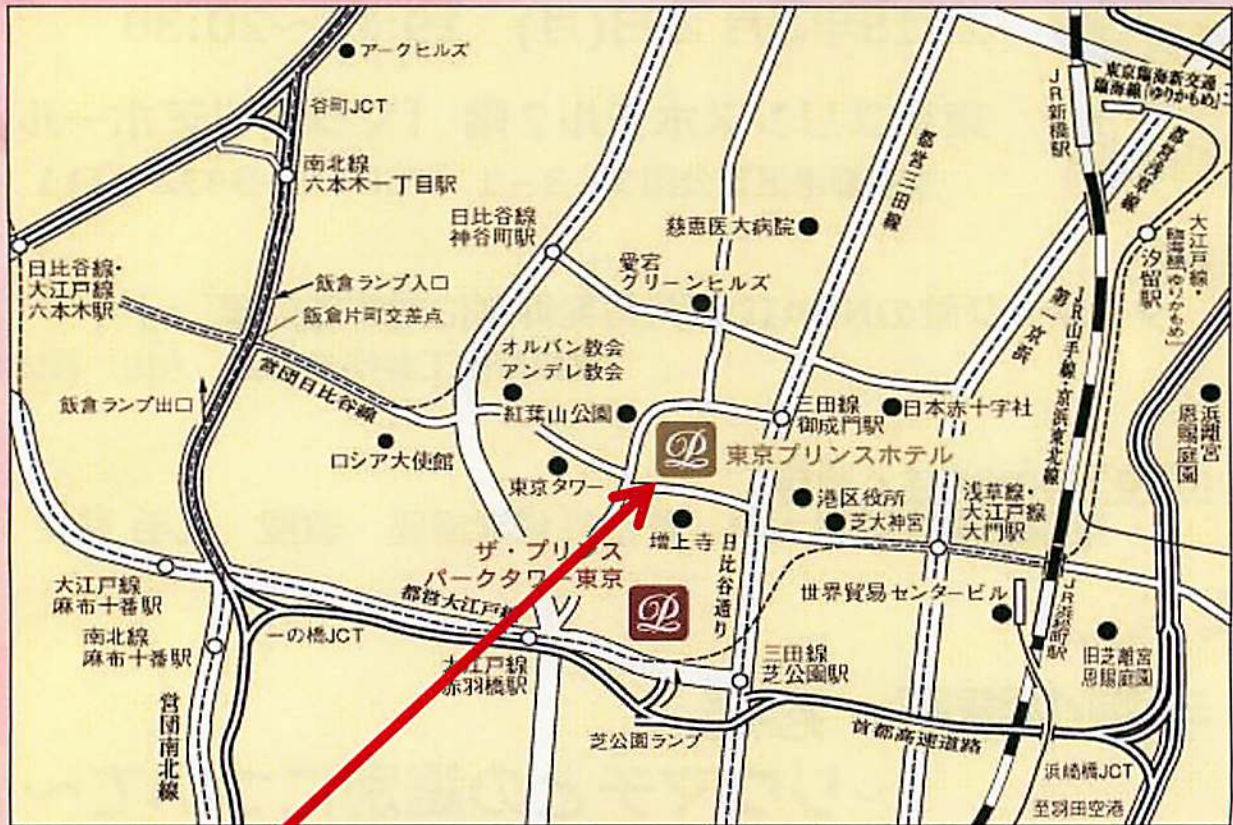 アークヒルズ
谷町JCT
南北線
六本木一丁目駅
日比谷線
神谷町駅
慈恵医大病院
愛宕
グリーンヒルズ
都営三田線
JR新橋駅
東京臨海新交通
臨海線「ゆりかもめ」
都営浅草線
大江戸線・
臨海線「ゆりかもめ」
汐留駅
日比谷線・
大江戸線
六本木駅
飯倉ランプ入口
飯倉片町交差点
第一京浜
JR山手線・京浜東北線
オルバン教会
アンデレ教会
営団日比谷線
飯倉ランプ出口
紅葉山公園
三田線
御成門駅
日本赤十字社
浜離宮
恩賜庭園
ロシア大使館
東京タワー
東京プリンスホテル
港区役所
芝大神宮
浅草線・
大江戸線
大門駅
増上寺
日比谷通り
ザ・プリンス
パークタワー東京
世界貿易センタービル
JR浜松町駅
大江戸線
麻布十番駅
都営大江戸線
南北線
麻布十番駅
一の橋JCT
大江戸線
赤羽橋駅
三田線
芝公園駅
旧芝離宮
恩賜庭園
営団南北線
芝公園ランプ
首都高速道路
浜崎橋JCT
至羽田空港